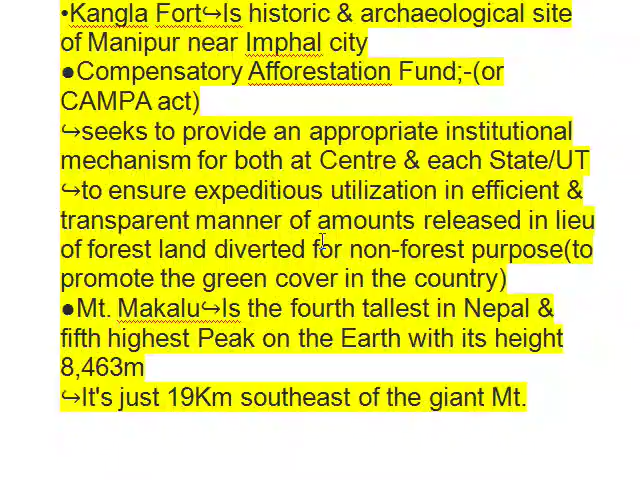 •Kangla Fort↪Is historic & archaeological site
of Manipur near Imphal city
●Compensatory Afforestation Fund;-(or
CAMPA act)
↪seeks to provide an appropriate institutional
mechanism for both at Centre & each State/UT
↪to ensure expeditious utilization in efficient &
transparent manner of amounts released in lieu
of forest land diverted for non-forest purpose(to
promote the green cover in the country)
●Mt. Makalu↪Is the fourth tallest in Nepal &
fifth highest Peak on the Earth with its height
8,463m
↪It's just 19Km southeast of the giant Mt.